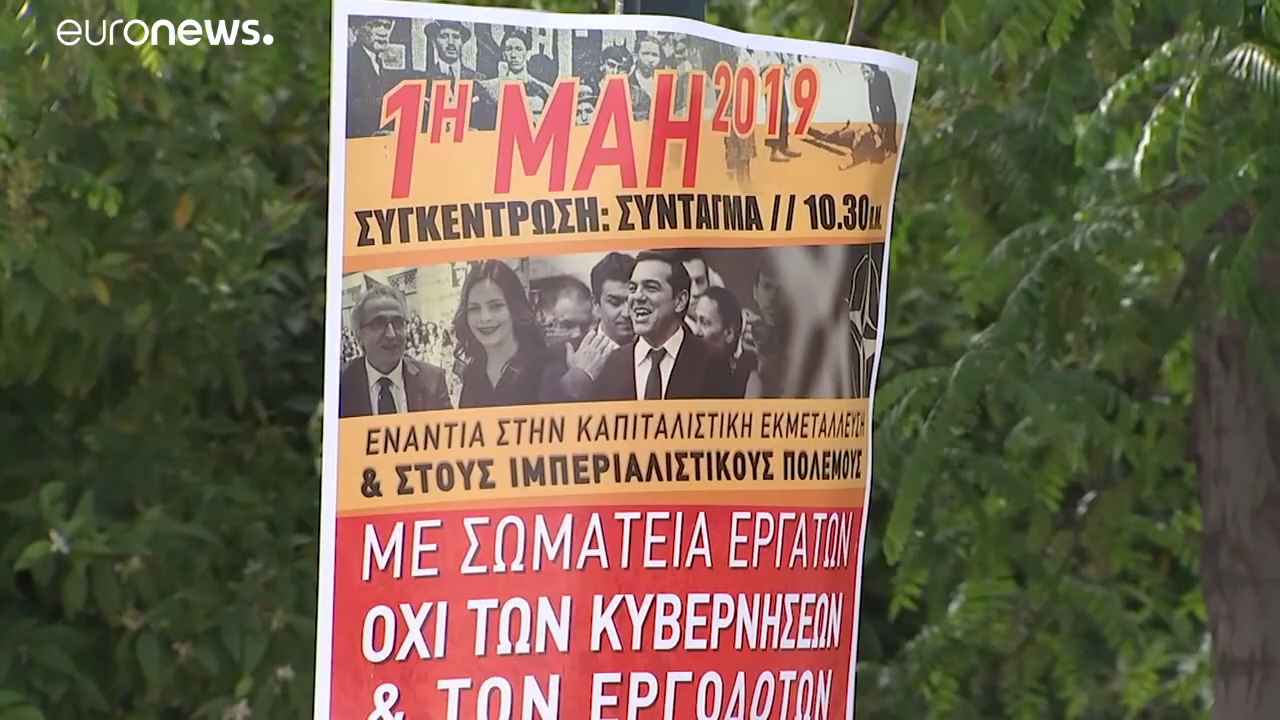 euronews.
1Η ΜΑΗ 2019
ΣΥΓΚΕΝΤΡΩΣΗ: ΣΥΝΤΑΓΜΑ // 10.30π.μ.
ΕΝΑΝΤΙΑ ΣΤΗΝ ΚΑΠΙΤΑΛΙΣΤΙΚΗ ΕΚΜΕΤΑΛΛΕΥΣΗ
& ΣΤΟΥΣ ΙΜΠΕΡΙΑΛΙΣΤΙΚΟΥΣ ΠΟΛΕΜΟΥΣ
ΜΕ ΣΩΜΑΤΕΙΑ ΕΡΓΑΤΩΝ
ΟΧΙ ΤΩΝ ΚΥΒΕΡΝΗΣΕΩΝ
& ΤΩΝ ΕΡΓΟΔΟΤΩΝ